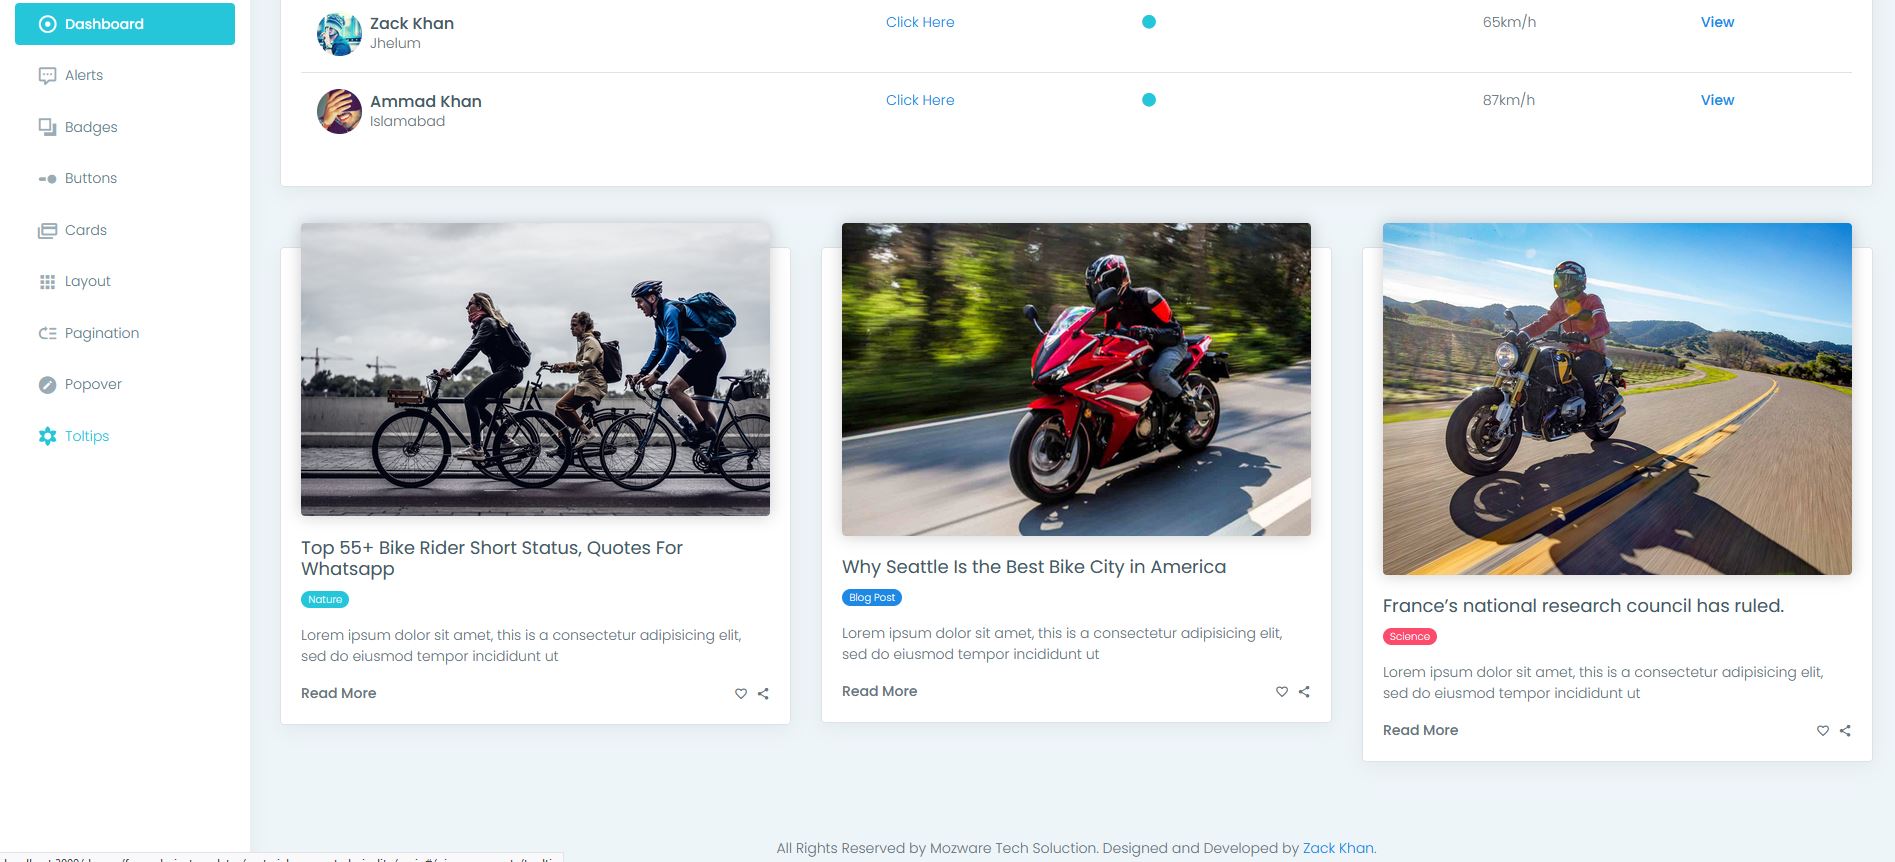 Dashboard
Alerts
Badges
Buttons
Cards
Layout
Pagination
Popover
Toltips
Zack Khan
Jhelum
Click Here
65km/h
View
Ammad Khan
Islamabad
Click Here
87km/h
View
Top 55+ Bike Rider Short Status, Quotes For
Whatsapp
Nature
Lorem ipsum dolor sit amet, this is a consectetur adipisicing elit,
sed do eiusmod tempor incididunt ut
Read More
Why Seattle Is the Best Bike City in America
Blog Post
Lorem ipsum dolor sit amet, this is a consectetur adipisicing elit,
sed do eiusmod tempor incididunt ut
Read More
France’s national research council has ruled.
Science
Lorem ipsum dolor sit amet, this is a consectetur adipisicing elit,
sed do eiusmod tempor incididunt ut
Read More
All Rights Reserved by Mozware Tech Soluction. Designed and Developed by Zack Khan.